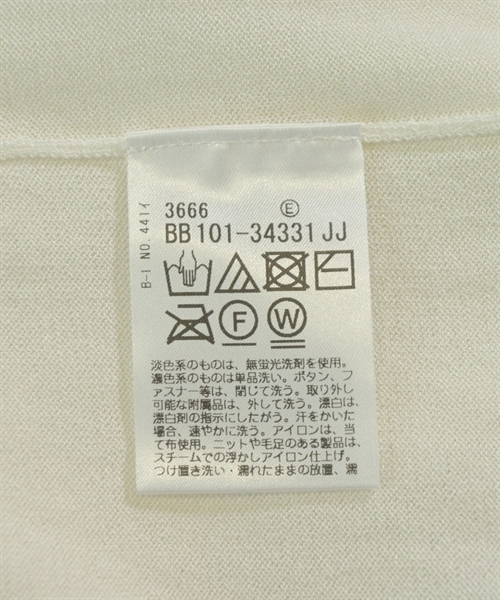 B-I NO.441イ
3666 E
BB101-34331 JJ
F W
淡色系のものは、無蛍光洗剤を使用。
濃色系のものは単品洗い。ボタン、フ
ァスナー等は、閉じて洗う。取り外し
可能な附属品は、外して洗う。漂白は、
漂白剤の指示にしたがう。汗をかいた
場合、速やかに洗う。アイロンは、当
て布使用。ニットや毛足のある製品は、
スチームでの浮かしアイロン仕上げ。
つけ置き洗い・濡れたままの放置、濡